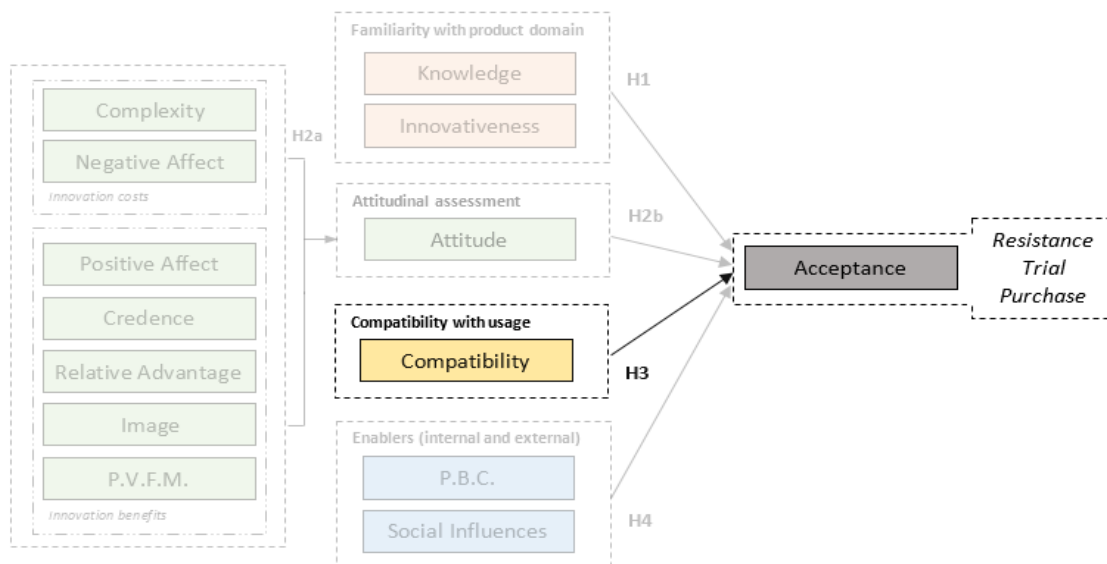 Complexity
Negative Affect
Innovation costs
Positive Affect
Credence
Relative Advantage
Image
P.V.F.M.
Innovation benefits
H2a
Familiarity with product domain
Knowledge
Innovativeness
H1
Attitudinal assessment
Attitude
H2b
Compatibility with usage
Compatibility
H3
Enablers (internal and external)
P.B.C.
Social Influences
H4
Acceptance
Resistance
Trial
Purchase